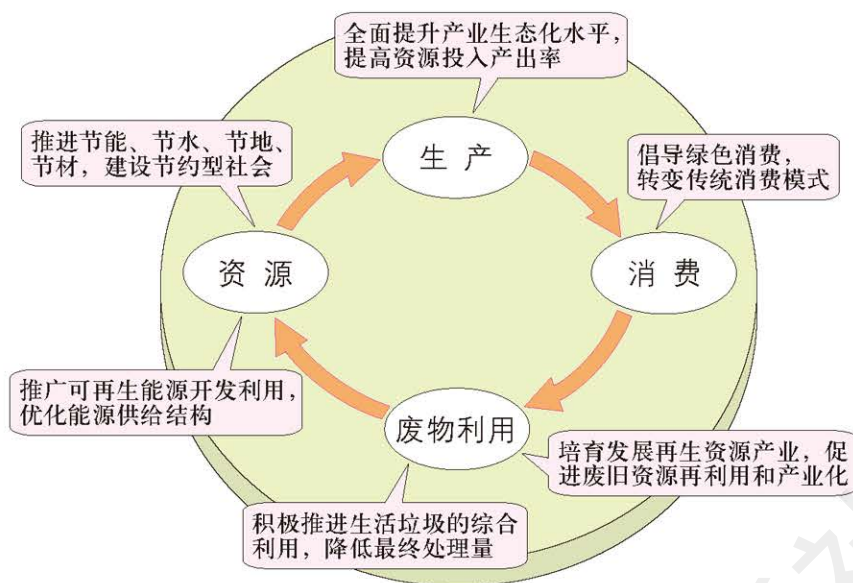 全面提升产业生态化水平，
提高资源投入产出率
推进节能、节水、节地、
节材，建设节约型社会
生产
倡导绿色消费，
转变传统消费模式
资源
消费
推广可再生能源开发利用，
优化能源供给结构
废物利用
培育发展再生资源产业，促
进废旧资源再利用和产业化
积极推进生活垃圾的综合
利用，降低最终处理量